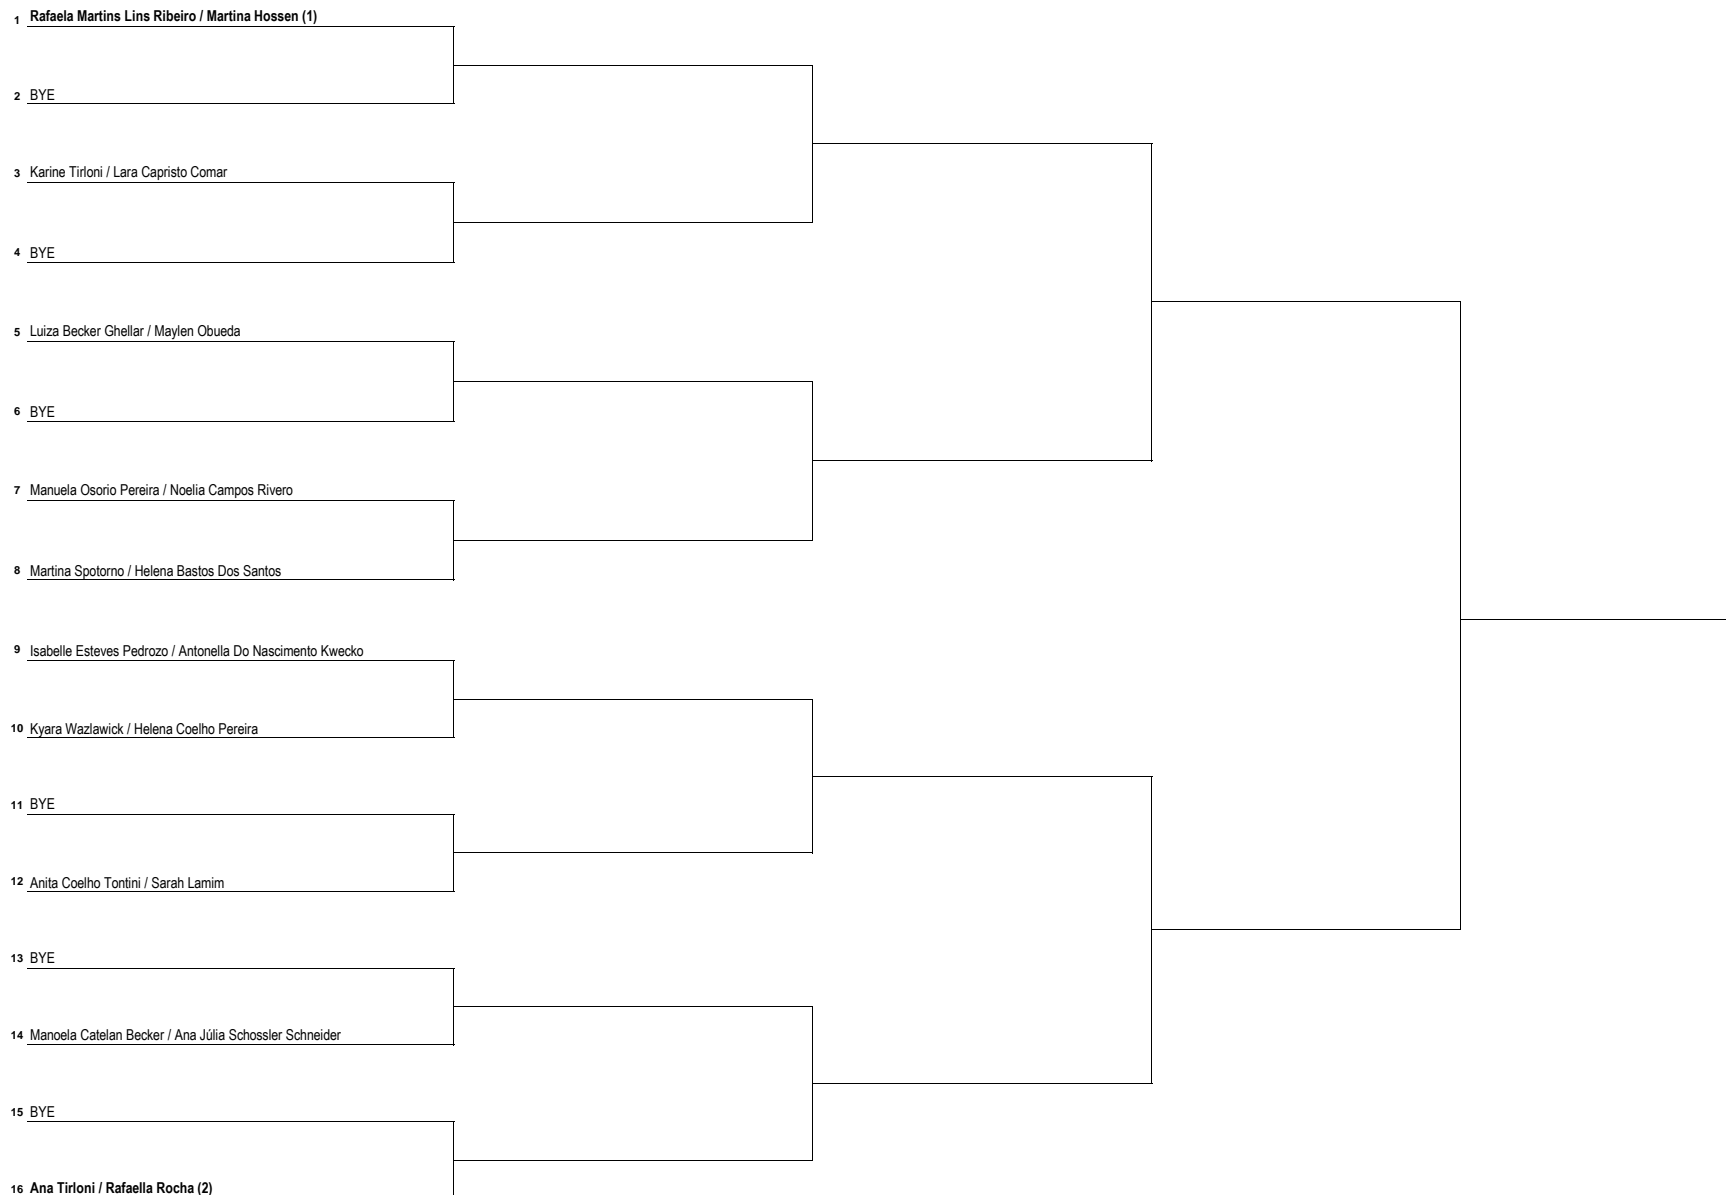 1 Rafaela Martins Lins Ribeiro / Martina Hossen (1)
2 BYE
3 Karine Tirloni / Lara Capristo Comar
4 BYE
5 Luiza Becker Ghellar / Maylen Obueda
6 BYE
7 Manuela Osorio Pereira / Noelia Campos Rivero
8 Martina Spotorno / Helena Bastos Dos Santos
9 Isabelle Esteves Pedrozo / Antonella Do Nascimento Kwecko
10 Kyara Wazlawick / Helena Coelho Pereira
11 BYE
12 Anita Coelho Tontini / Sarah Lamim
13 BYE
14 Manoela Catelan Becker / Ana Júlia Schossler Schneider
15 BYE
16 Ana Tirloni / Rafaella Rocha (2)